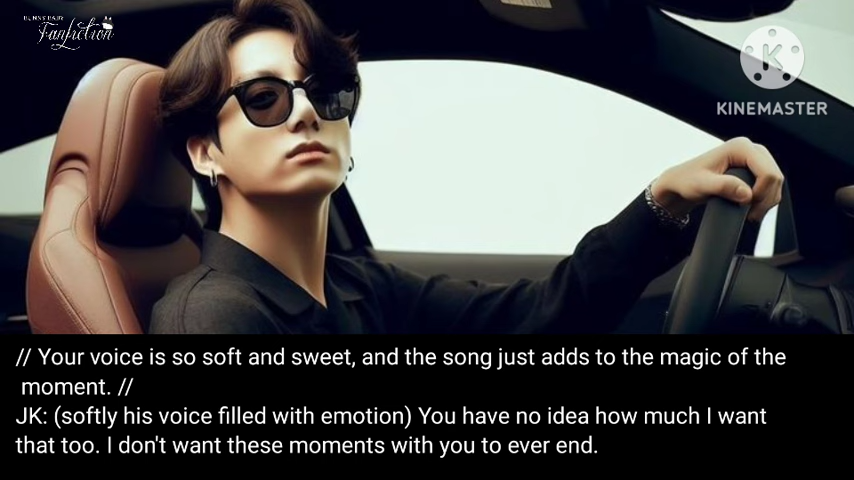 BUNNY BABY
Fanfiction
KINEMASTER
// Your voice is so soft and sweet, and the song just adds to the magic of the
moment. //
JK: (softly his voice filled with emotion) You have no idea how much I want
that too. I don't want these moments with you to ever end.